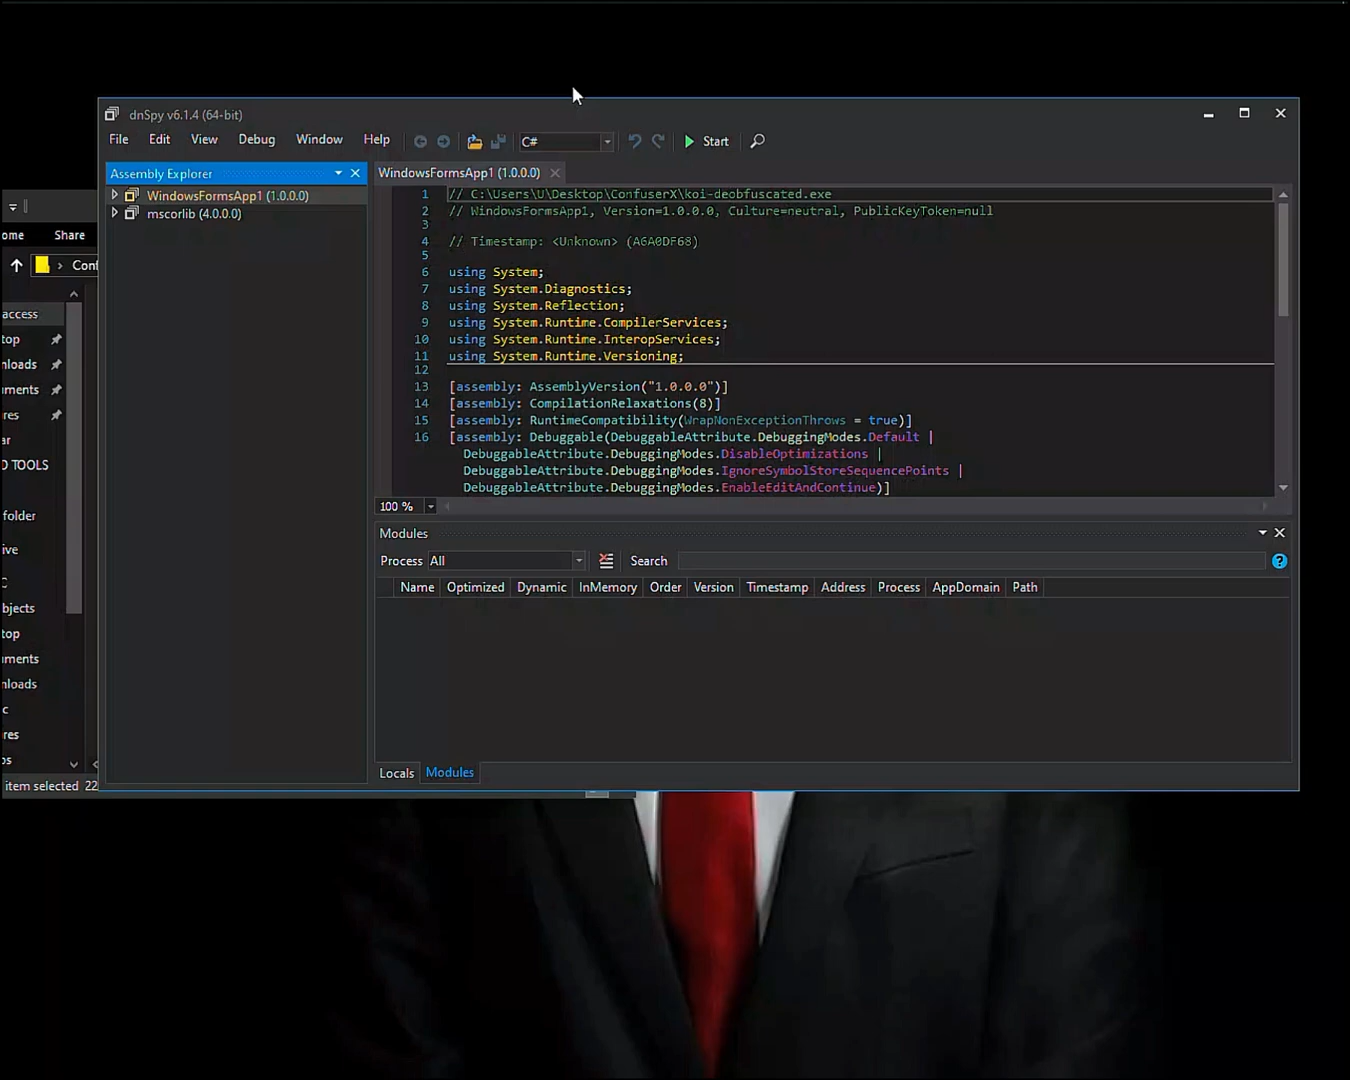 dnSpy v6.1.4 (64-bit)
File Edit View Debug Window Help C# Start
Assembly Explorer
WindowsFormsApp1 (1.0.0.0)
mscorlib (4.0.0.0)
WindowsFormsApp1 (1.0.0.0)
1 // C:\Users\U\Desktop\ConfuserX\koi-deobfuscated.exe
2 // WindowsFormsApp1, Version=1.0.0.0, Culture=neutral, PublicKeyToken=null
3
4 // Timestamp: <Unknown> (A6A0DF68)
5
6 using System;
7 using System.Diagnostics;
8 using System.Reflection;
9 using System.Runtime.CompilerServices;
10 using System.Runtime.InteropServices;
11 using System.Runtime.Versioning;
12
13 [assembly: AssemblyVersion("1.0.0.0")]
14 [assembly: CompilationRelaxations(8)]
15 [assembly: RuntimeCompatibility(WrapNonExceptionThrows = true)]
16 [assembly: Debuggable(DebuggableAttribute.DebuggingModes.Default |
DebuggableAttribute.DebuggingModes.DisableOptimizations |
DebuggableAttribute.DebuggingModes.IgnoreSymbolStoreSequencePoints |
DebuggableAttribute.DebuggingModes.EnableEditAndContinue)]
100 %
Modules
Process All Search
Name Optimized Dynamic InMemory Order Version Timestamp Address Process AppDomain Path
Locals Modules
ome Share
Conf
access
top
nloads
uments
res
ar
D TOOLS
folder
ive
C
bjects
top
uments
nloads
c
res
os
item selected 22